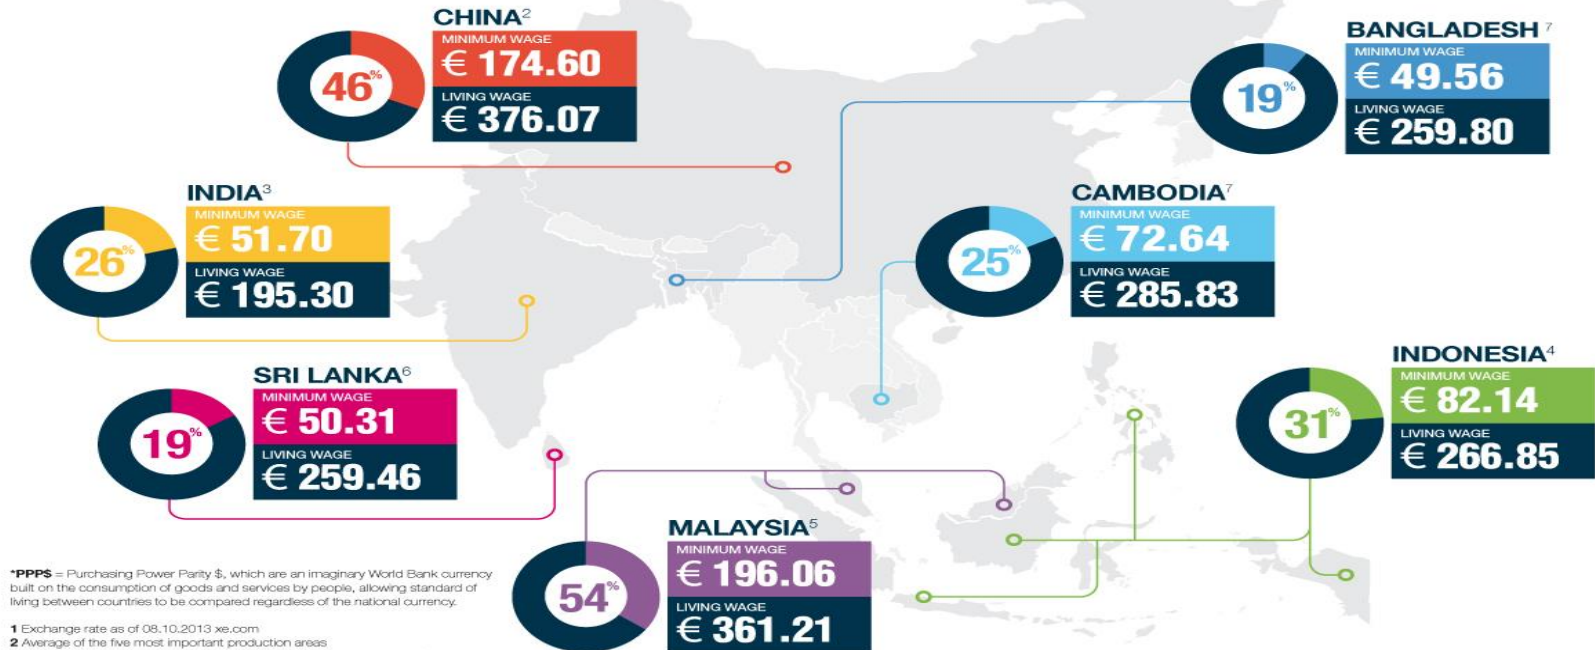 CHINA²
MINIMUM WAGE
€ 174.60
LIVING WAGE
€ 376.07
46%
BANGLADESH ⁷
MINIMUM WAGE
€ 49.56
LIVING WAGE
€ 259.80
19%
INDIA³
MINIMUM WAGE
€ 51.70
LIVING WAGE
€ 195.30
26%
CAMBODIA⁷
MINIMUM WAGE
€ 72.64
LIVING WAGE
€ 285.83
25%
SRI LANKA⁶
MINIMUM WAGE
€ 50.31
LIVING WAGE
€ 259.46
19%
INDONESIA⁴
MINIMUM WAGE
€ 82.14
LIVING WAGE
€ 266.85
31%
MALAYSIA⁵
MINIMUM WAGE
€ 196.06
LIVING WAGE
€ 361.21
54%
*PPP$ = Purchasing Power Parity $, which are an imaginary World Bank currency
built on the consumption of goods and services by people, allowing standard of
living between countries to be compared regardless of the national currency.
1 Exchange rate as of 08.10.2013 xe.com
2 Average of the five most important production areas